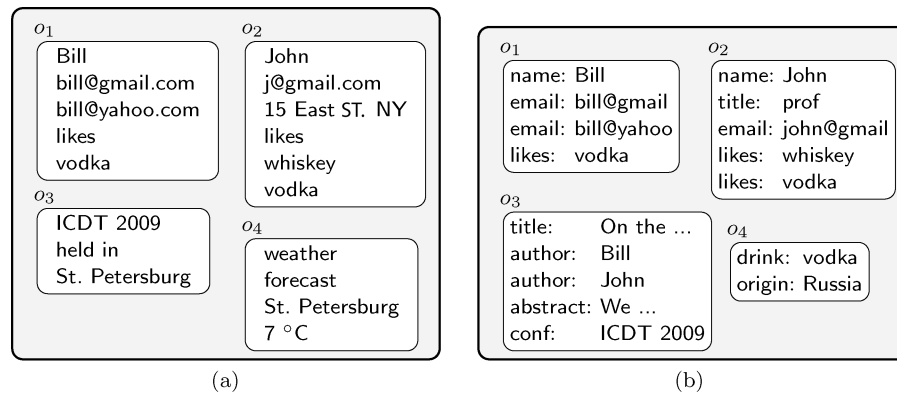 o1
Bill
bill@gmail.com
bill@yahoo.com
likes
vodka
o2
John
j@gmail.com
15 East ST. NY
likes
whiskey
vodka
o3
ICDT 2009
held in
St. Petersburg
o4
weather
forecast
St. Petersburg
7 °C
(a)
o1
name: Bill
email: bill@gmail
email: bill@yahoo
likes: vodka
o2
name: John
title: prof
email: john@gmail
likes: whiskey
likes: vodka
o3
title: On the ...
author: Bill
author: John
abstract: We ...
conf: ICDT 2009
o4
drink: vodka
origin: Russia
(b)